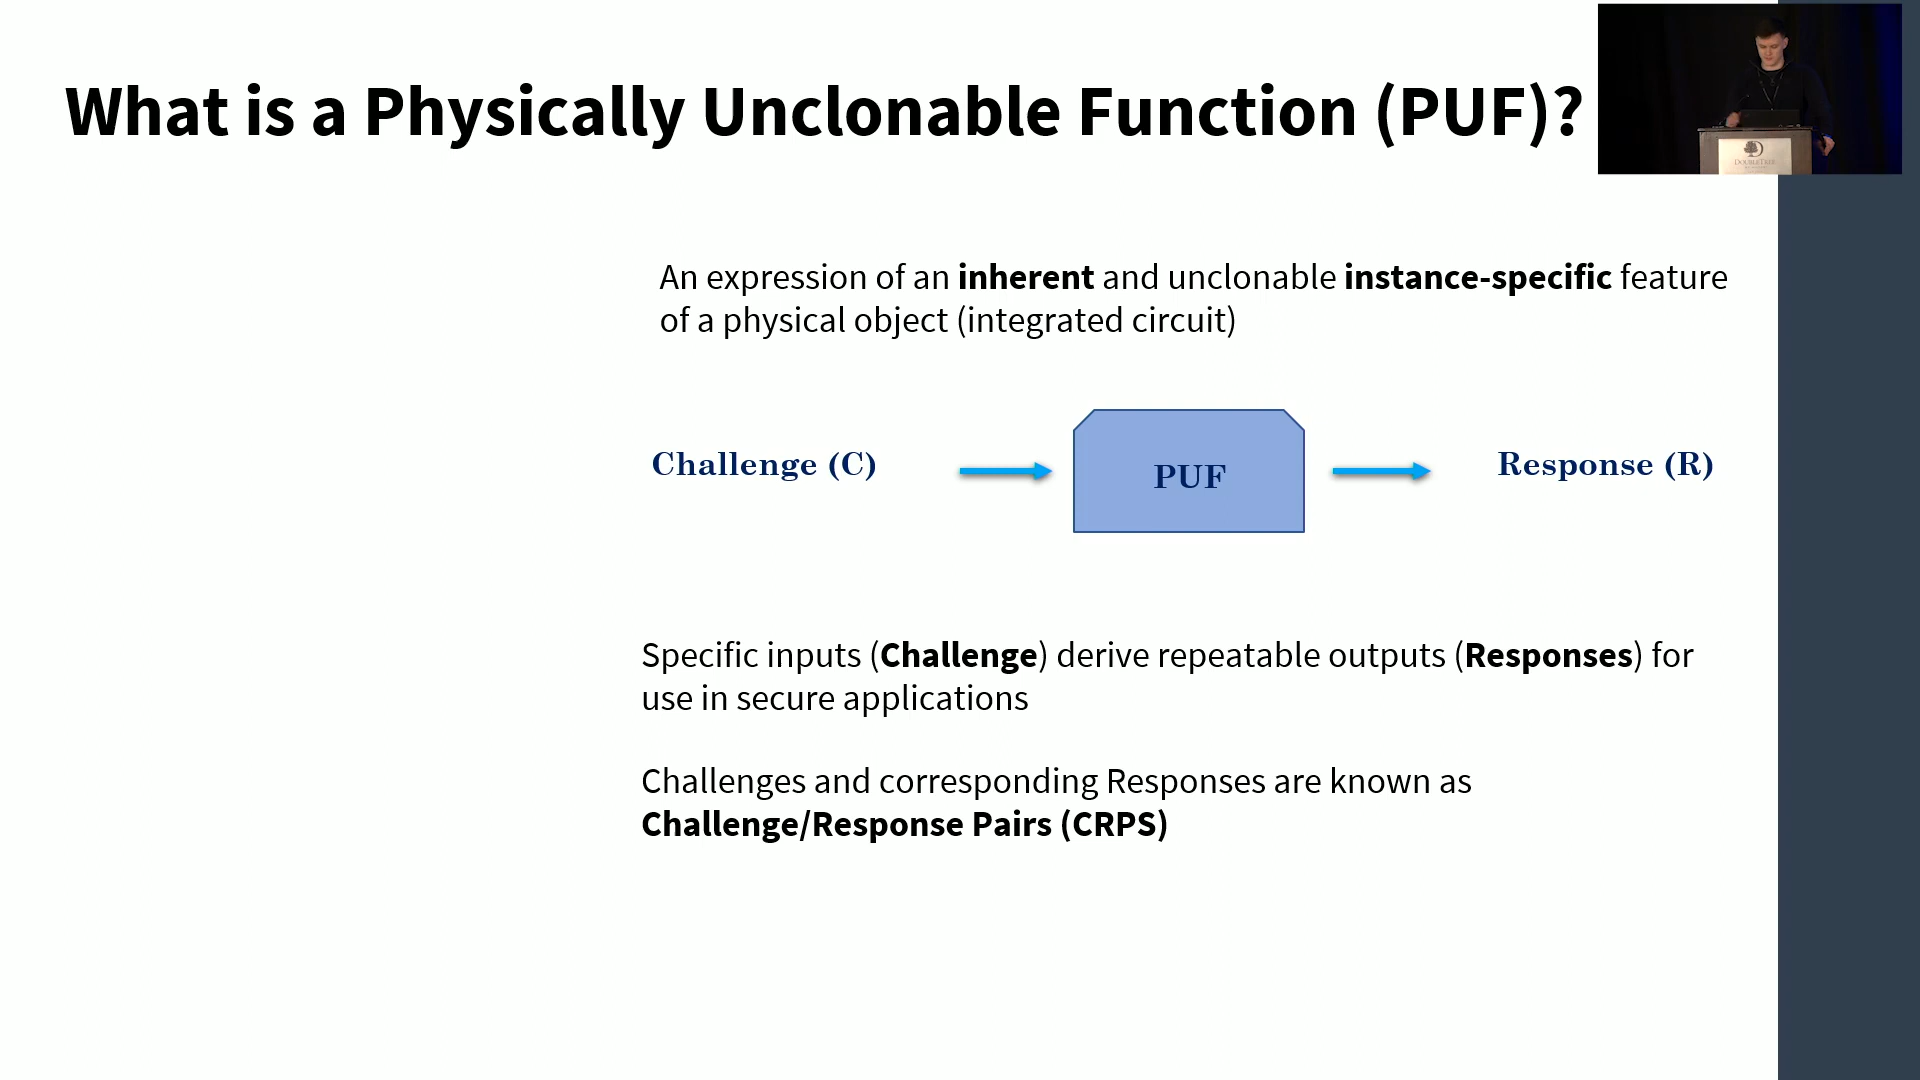 What is a Physically Unclonable Function (PUF)?
DOUBLETREE
An expression of an inherent and unclonable instance-specific feature
of a physical object (integrated circuit)
Challenge (C)
PUF
Response (R)
Specific inputs (Challenge) derive repeatable outputs (Responses) for
use in secure applications
Challenges and corresponding Responses are known as
Challenge/Response Pairs (CRPS)